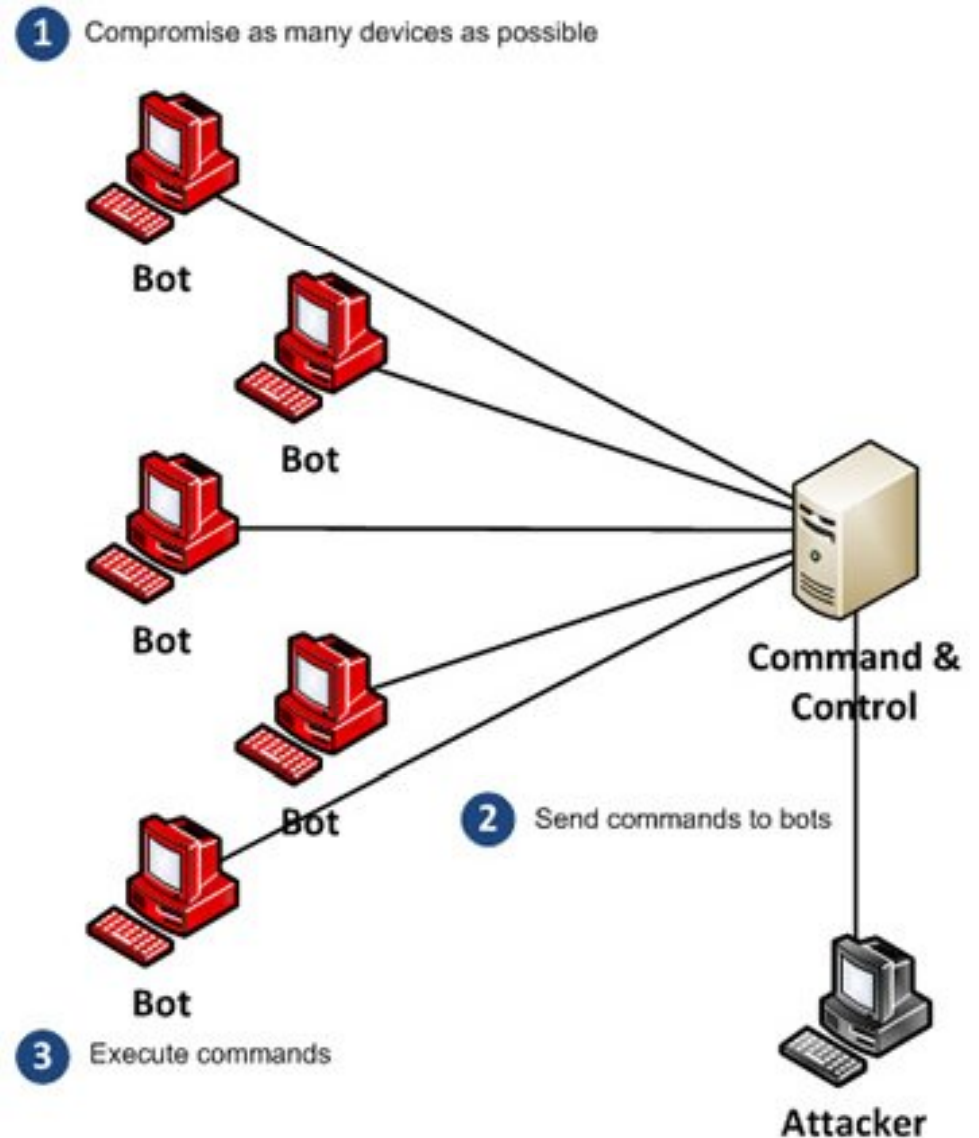 1 Compromise as many devices as possible
Bot
Bot
Bot
Command &
Control
Bot
2 Send commands to bots
Bot
3 Execute commands
Attacker